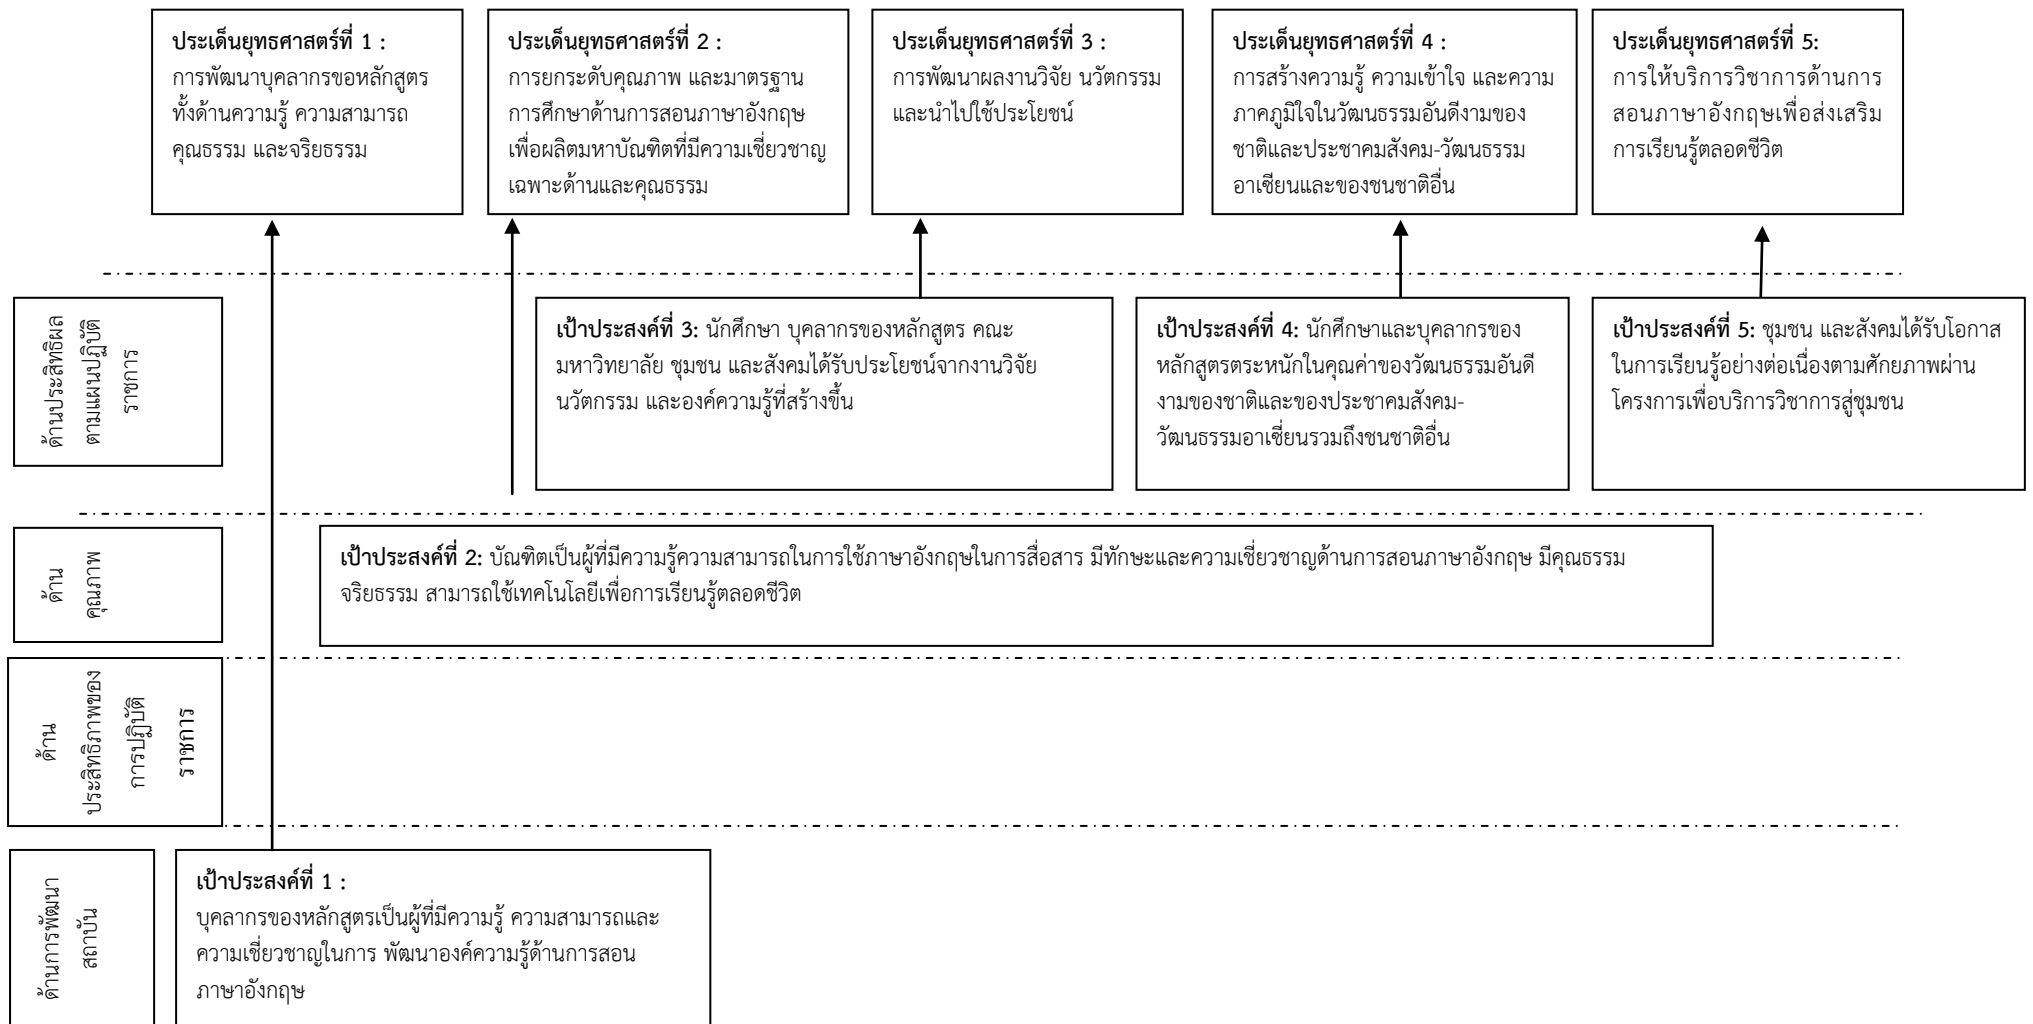 ประเด็นยุทธศาสตร์ที่ 1 :
การพัฒนาบุคลากรขอหลักสูตร
ทั้งด้านความรู้ ความสามารถ
คุณธรรม และจริยธรรม
ประเด็นยุทธศาสตร์ที่ 2 :
การยกระดับคุณภาพ และมาตรฐาน
การศึกษาด้านการสอนภาษาอังกฤษ
เพื่อผลิตมหาบัณฑิตที่มีความเชี่ยวชาญ
เฉพาะด้านและคุณธรรม
ประเด็นยุทธศาสตร์ที่ 3 :
การพัฒนาผลงานวิจัย นวัตกรรม
และนำไปใช้ประโยชน์
ประเด็นยุทธศาสตร์ที่ 4 :
การสร้างความรู้ ความเข้าใจ และความ
ภาคภูมิใจในวัฒนธรรมอันดีงามของ
ชาติและประชาคมสังคม-วัฒนธรรม
อาเซียนและของชนชาติอื่น
ประเด็นยุทธศาสตร์ที่ 5:
การให้บริการวิชาการด้านการ
สอนภาษาอังกฤษเพื่อส่งเสริม
การเรียนรู้ตลอดชีวิต
ด้านประสิทธิผล
ตามแผนปฏิบัติ
ราชการ
เป้าประสงค์ที่ 3: นักศึกษา บุคลากรของหลักสูตร คณะ
มหาวิทยาลัย ชุมชน และสังคมได้รับประโยชน์จากงานวิจัย
นวัตกรรม และองค์ความรู้ที่สร้างขึ้น
เป้าประสงค์ที่ 4: นักศึกษาและบุคลากรของ
หลักสูตรตระหนักในคุณค่าของวัฒนธรรมอันดี
งามของชาติและของประชาคมสังคม-
วัฒนธรรมอาเซี่ยนรวมถึงชนชาติอื่น
เป้าประสงค์ที่ 5: ชุมชน และสังคมได้รับโอกาส
ในการเรียนรู้อย่างต่อเนื่องตามศักยภาพผ่าน
โครงการเพื่อบริการวิชาการสู่ชุมชน
ด้าน
คุณภาพ
เป้าประสงค์ที่ 2: บัณฑิตเป็นผู้ที่มีความรู้ความสามารถในการใช้ภาษาอังกฤษในการสื่อสาร มีทักษะและความเชี่ยวชาญด้านการสอนภาษาอังกฤษ มีคุณธรรม
จริยธรรม สามารถใช้เทคโนโลยีเพื่อการเรียนรู้ตลอดชีวิต
ด้าน
ประสิทธิภาพของ
การปฏิบัติ
ราชการ
ด้านการพัฒนา
สถาบัน
เป้าประสงค์ที่ 1 :
บุคลากรของหลักสูตรเป็นผู้ที่มีความรู้ ความสามารถและ
ความเชี่ยวชาญในการ พัฒนาองค์ความรู้ด้านการสอน
ภาษาอังกฤษ